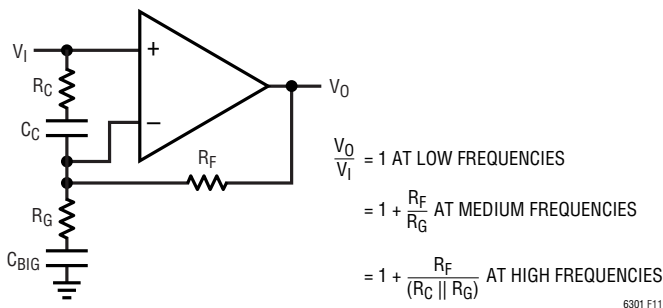 V_I
+
R_C
C_C
−
V_O
R_F
R_G
C_BIG
V_O/V_I = 1 AT LOW FREQUENCIES
= 1 + R_F/R_G AT MEDIUM FREQUENCIES
= 1 + R_F/(R_C || R_G) AT HIGH FREQUENCIES
6301 F11